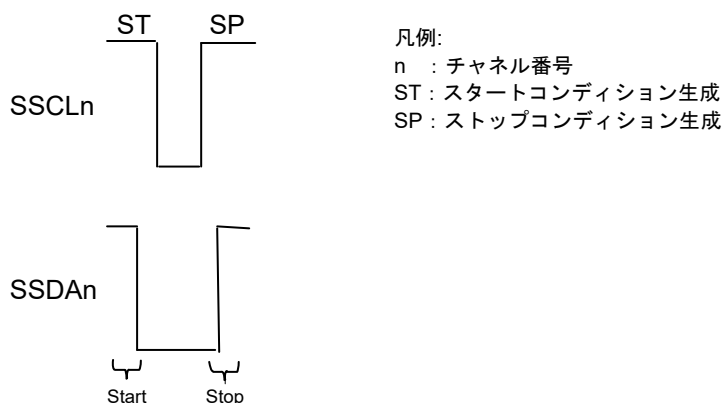 ST SP
SSCLn
SSDAn
Start Stop
凡例:
n :チャネル番号
ST:スタートコンディション生成
SP:ストップコンディション生成